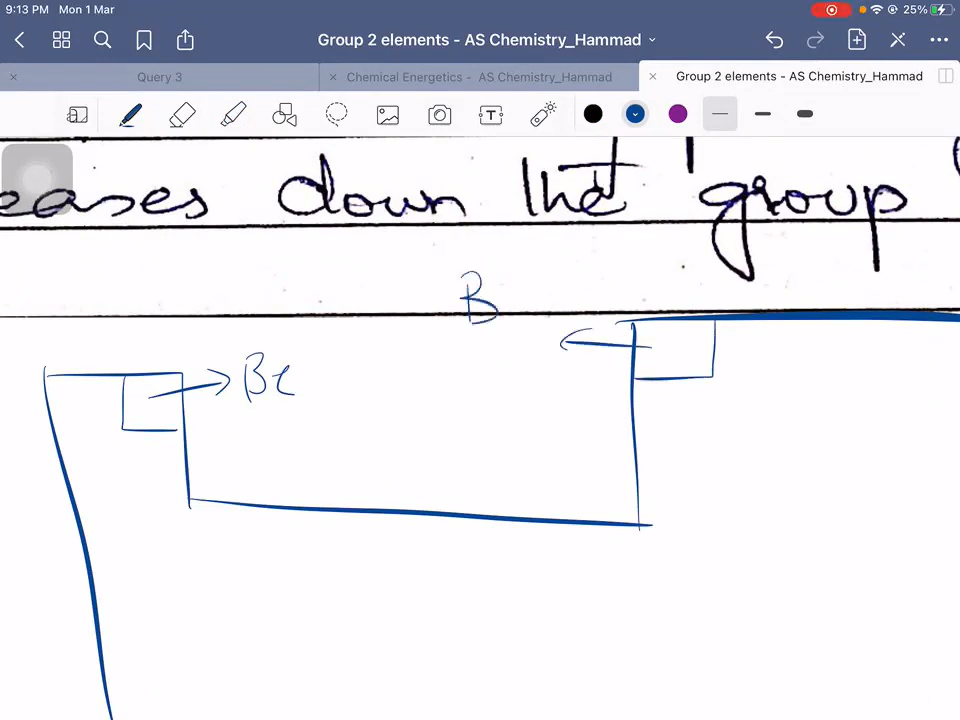 9:13 PM Mon 1 Mar 25%
Group 2 elements - AS Chemistry_Hammad
Query 3 Chemical Energetics - AS Chemistry_Hammad Group 2 elements - AS Chemistry_Hammad
T
eases down the group
B
Be